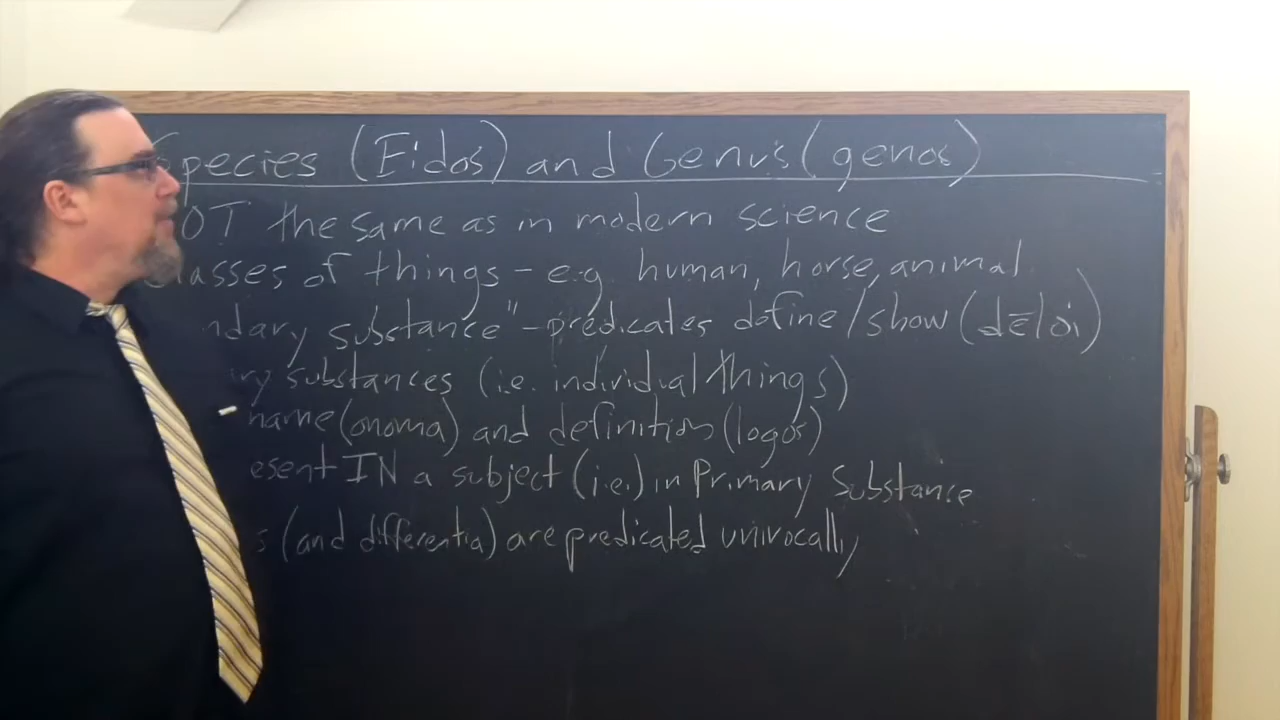 Species (Eidos) and Genus (genos)
OT the same as in modern science
lasses of things - e.g. human, horse, animal
ndary substance" - predicates define/show (dēloi)
ry substances (i.e. individual things)
name (onoma) and definition (logos)
esent IN a subject (i.e.) in Primary Substance
s (and differentia) are predicated univocally